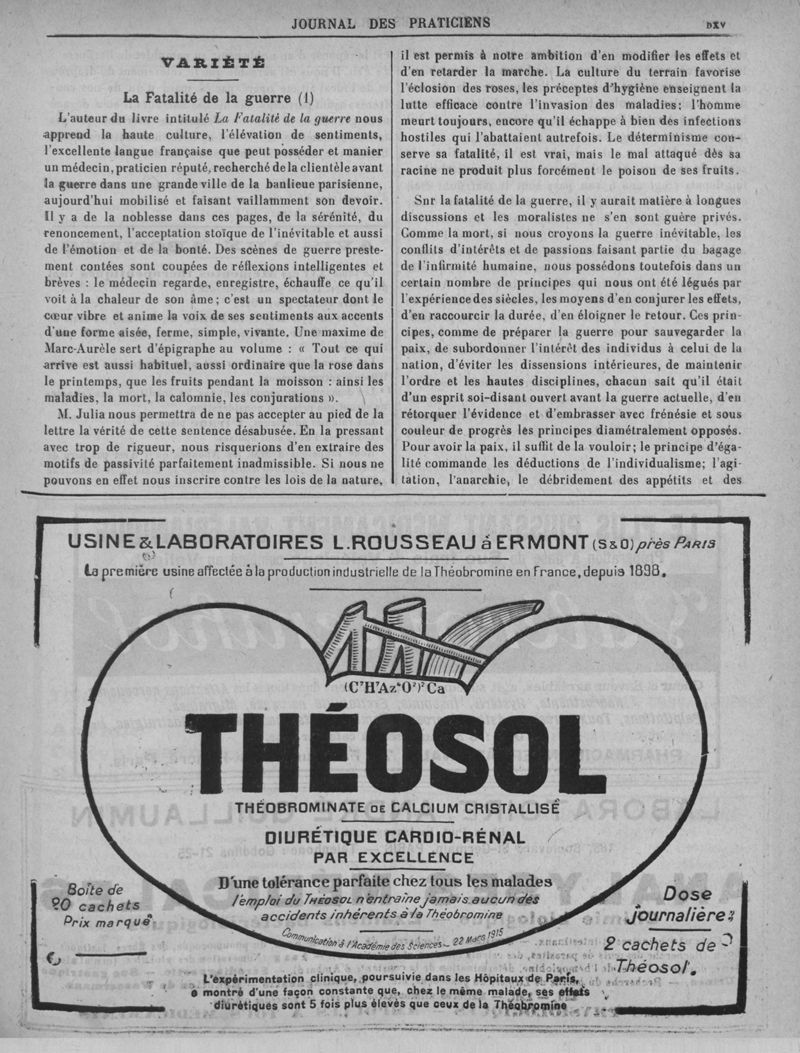 JOURNAL DES PRATICIENS
DXV
VARIÉTÉ
La Fatalité de la guerre (1)
L'auteur du livre intitulé La Fatalité de la guerre nous
apprend la haute culture, l'élévation de sentiments,
l'excellente langue française que peut posséder et manier
un médecin, praticien réputé, recherché de la clientèle avant
la guerre dans une grande ville de la banlieue parisienne,
aujourd'hui mobilisé et faisant vaillamment son devoir.
Il y a de la noblesse dans ces pages, de la sérénité, du
renoncement, l'acceptation stoïque de l'inévitable et aussi
de l'émotion et de la bonté. Des scènes de guerre preste-
ment contées sont coupées de réflexions intelligentes et
brèves : le médecin regarde, enregistre, échauffe ce qu'il
voit à la chaleur de son âme ; c'est un spectateur dont le
cœur vibre et anime la voix de ses sentiments aux accents
d'une forme aisée, ferme, simple, vivante. Une maxime de
Marc-Aurèle sert d'épigraphe au volume : « Tout ce qui
arrive est aussi habituel, aussi ordinaire que la rose dans
le printemps, que les fruits pendant la moisson : ainsi les
maladies, la mort, la calomnie, les conjurations ».
M. Julia nous permettra de ne pas accepter au pied de la
lettre la vérité de cette sentence désabusée. En la pressant
avec trop de rigueur, nous risquerions d'en extraire des
motifs de passivité parfaitement inadmissible. Si nous ne
pouvons en effet nous inscrire contre les lois de la nature,
il est permis à notre ambition d'en modifier les effets et
d'en retarder la marche. La culture du terrain favorise
l'éclosion des roses, les préceptes d'hygiène enseignent la
lutte efficace contre l'invasion des maladies ; l'homme
meurt toujours, encore qu'il échappe à bien des infections
hostiles qui l'abattaient autrefois. Le déterminisme con-
serve sa fatalité, il est vrai, mais le mal attaqué dès sa
racine ne produit plus forcément le poison de ses fruits.
Sur la fatalité de la guerre, il y aurait matière à longues
discussions et les moralistes ne s'en sont guère privés.
Comme la mort, si nous croyons la guerre inévitable, les
conflits d'intérêts et de passions faisant partie du bagage
de l'infirmité humaine, nous possédons toutefois dans un
certain nombre de principes qui nous ont été légués par
l'expérience des siècles, les moyens d'en conjurer les effets,
d'en raccourcir la durée, d'en éloigner le retour. Ces prin-
cipes, comme de préparer la guerre pour sauvegarder la
paix, de subordonner l'intérêt des individus à celui de la
nation, d'éviter les dissensions intérieures, de maintenir
l'ordre et les hautes disciplines, chacun sait qu'il était
d'un esprit soi-disant ouvert avant la guerre actuelle, d'en
rétorquer l'évidence et d'embrasser avec frénésie et sous
couleur de progrès les principes diamétralement opposés.
Pour avoir la paix, il suffit de la vouloir ; le principe d'éga-
lité commande les déductions de l'individualisme ; l'agi-
tation, l'anarchie, le débridement des appétits et des
USINE & LABORATOIRES L. ROUSSEAU à ERMONT (S & O) près PARIS
La première usine affectée à la production industrielle de la Théobromine en France, depuis 1898.
(C⁷H⁷Az⁴O²)² Ca
THÉOSOL
THÉOBROMINATE DE CALCIUM CRISTALLISÉ
DIURÉTIQUE CARDIO-RÉNAL
PAR EXCELLENCE
D'une tolérance parfaite chez tous les malades
l'emploi du THÉOSOL n'entraîne jamais aucun des
accidents inhérents à la Théobromine
Communication à l'Académie des Sciences _ 22 Mars 1915
Boîte de
20 cachets
Prix marqué
Dose
Journalière :
2 cachets de
Théosol.
L'expérimentation clinique, poursuivie dans les Hôpitaux de Paris,
a montré d'une façon constante que, chez le même malade, ses effets
diurétiques sont 5 fois plus élevés que ceux de la Théobromine